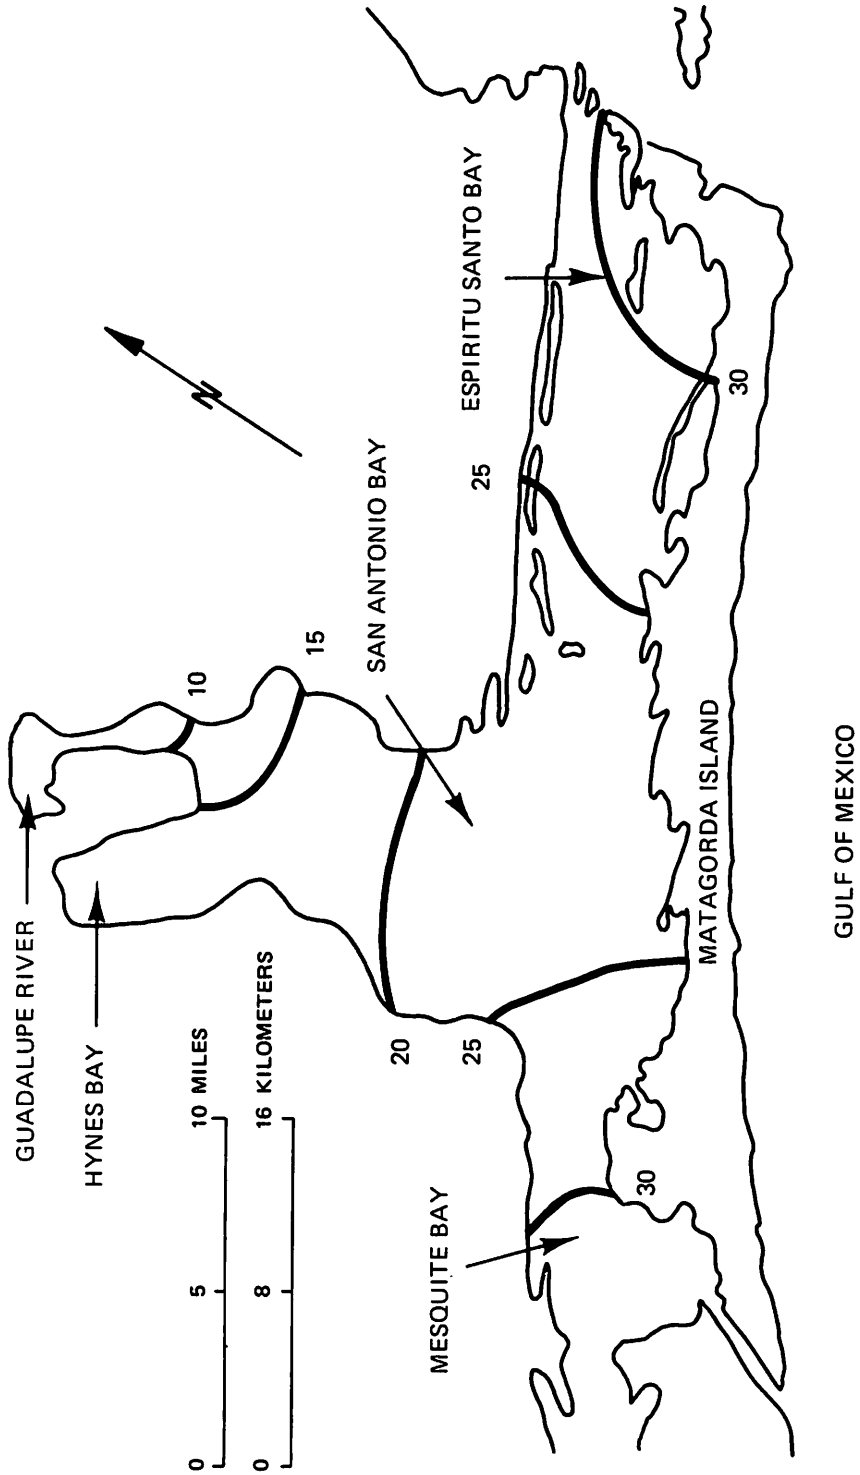 GUADALUPE RIVER
HYNES BAY
10
15
N
0 5 10 MILES
0 8 16 KILOMETERS
SAN ANTONIO BAY
20
25
25
ESPIRITU SANTO BAY
MESQUITE BAY
30
30
MATAGORDA ISLAND
GULF OF MEXICO